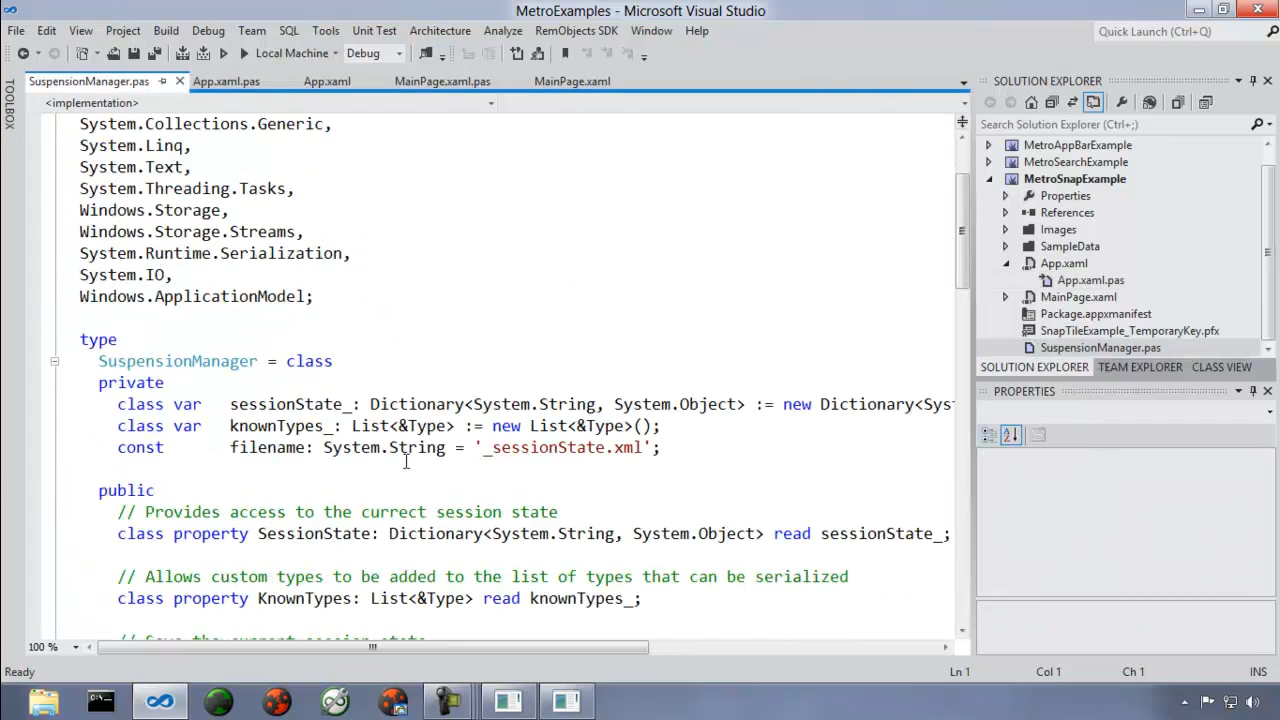 MetroExamples - Microsoft Visual Studio
File Edit View Project Build Debug Team SQL Tools Unit Test Architecture Analyze RemObjects SDK Window Help
Quick Launch (Ctrl+Q)
Local Machine Debug
TOOLBOX
SuspensionManager.pas App.xaml.pas App.xaml MainPage.xaml.pas MainPage.xaml
<implementation>
System.Collections.Generic,
System.Linq,
System.Text,
System.Threading.Tasks,
Windows.Storage,
Windows.Storage.Streams,
System.Runtime.Serialization,
System.IO,
Windows.ApplicationModel;
type
SuspensionManager = class
private
class var sessionState_: Dictionary<System.String, System.Object> := new Dictionary<Sys
class var knownTypes_: List<&Type> := new List<&Type>();
const filename: System.String = '_sessionState.xml';
public
// Provides access to the currect session state
class property SessionState: Dictionary<System.String, System.Object> read sessionState_;
// Allows custom types to be added to the list of types that can be serialized
class property KnownTypes: List<&Type> read knownTypes_;
// Save the current session state
100 %
SOLUTION EXPLORER
Search Solution Explorer (Ctrl+;)
MetroAppBarExample
MetroSearchExample
MetroSnapExample
Properties
References
Images
SampleData
App.xaml
App.xaml.pas
MainPage.xaml
Package.appxmanifest
SnapTileExample_TemporaryKey.pfx
SuspensionManager.pas
SOLUTION EXPLORER TEAM EXPLORER CLASS VIEW
PROPERTIES
Ready Ln 1 Col 1 Ch 1 INS